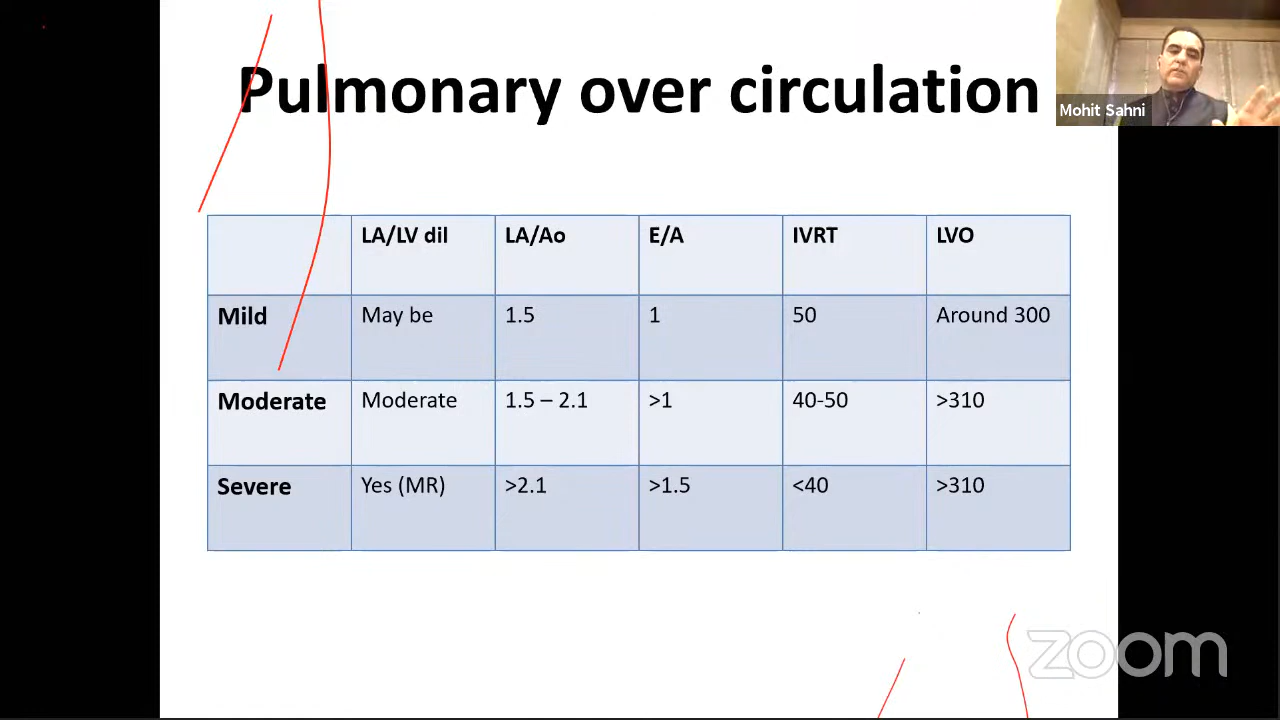 Pulmonary over circulation
Mohit Sahni
LA/LV dil LA/Ao E/A IVRT LVO
Mild May be 1.5 1 50 Around 300
Moderate Moderate 1.5 – 2.1 >1 40-50 >310
Severe Yes (MR) >2.1 >1.5 <40 >310
zoom